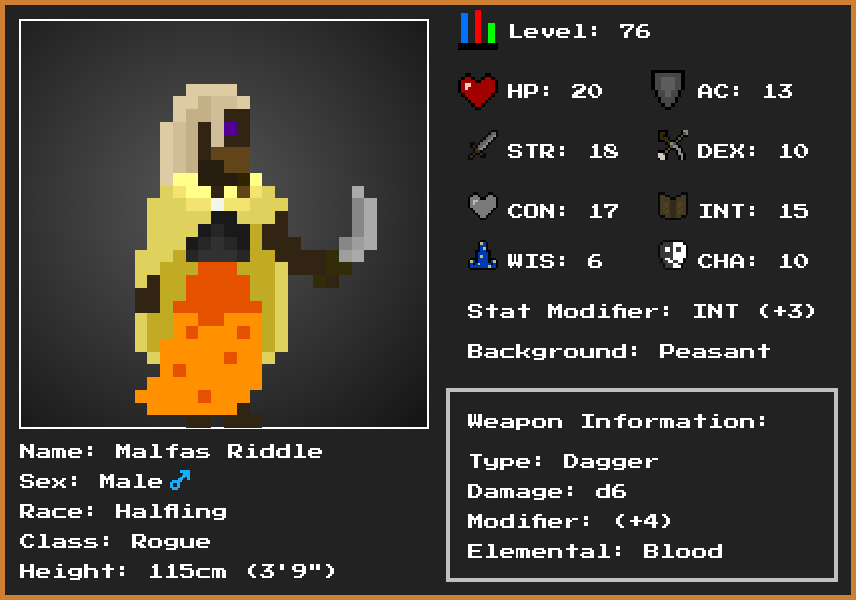 Level: 76
HP: 20 AC: 13
STR: 18 DEX: 10
CON: 17 INT: 15
WIS: 6 CHA: 10
Stat Modifier: INT (+3)
Background: Peasant
Weapon Information:
Type: Dagger
Damage: d6
Modifier: (+4)
Elemental: Blood
Name: Malfas Riddle
Sex: Male ♂
Race: Halfling
Class: Rogue
Height: 115cm (3'9")